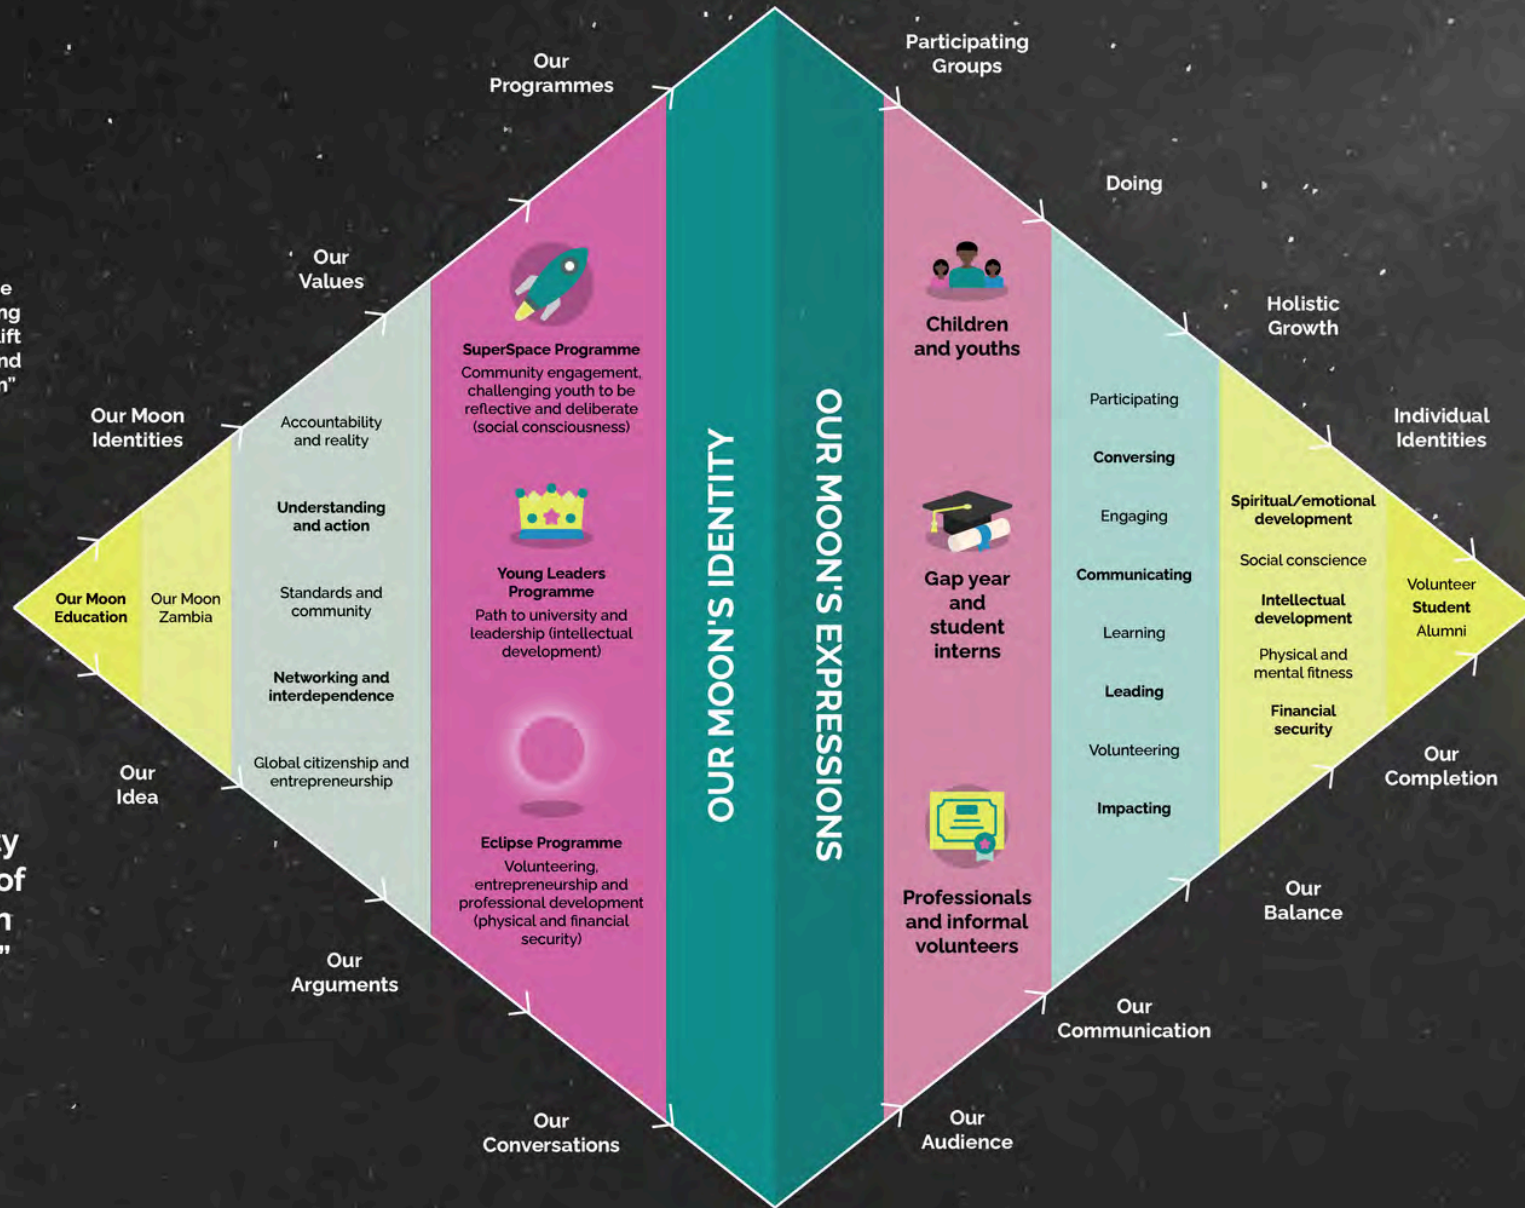 Our
Programmes
Participating
Groups
Doing
Our
Values
Holistic
Growth
Our Moon
Identities
Individual
Identities
Our Moon
Education
Our Moon
Zambia
Accountability
and reality
Understanding
and action
Standards and
community
Networking and
interdependence
Global citizenship and
entrepreneurship
SuperSpace Programme
Community engagement,
challenging youth to be
reflective and deliberate
(social consciousness)
Young Leaders
Programme
Path to university and
leadership (intellectual
development)
Eclipse Programme
Volunteering,
entrepreneurship and
professional development
(physical and financial
security)
OUR MOON'S IDENTITY
OUR MOON'S EXPRESSIONS
Children
and youths
Gap year
and
student
interns
Professionals
and informal
volunteers
Participating
Conversing
Engaging
Communicating
Learning
Leading
Volunteering
Impacting
Spiritual/emotional
development
Social conscience
Intellectual
development
Physical and
mental fitness
Financial
security
Volunteer
Student
Alumni
Our
Idea
Our
Completion
Our
Arguments
Our
Balance
Our
Conversations
Our
Communication
Our
Audience
of